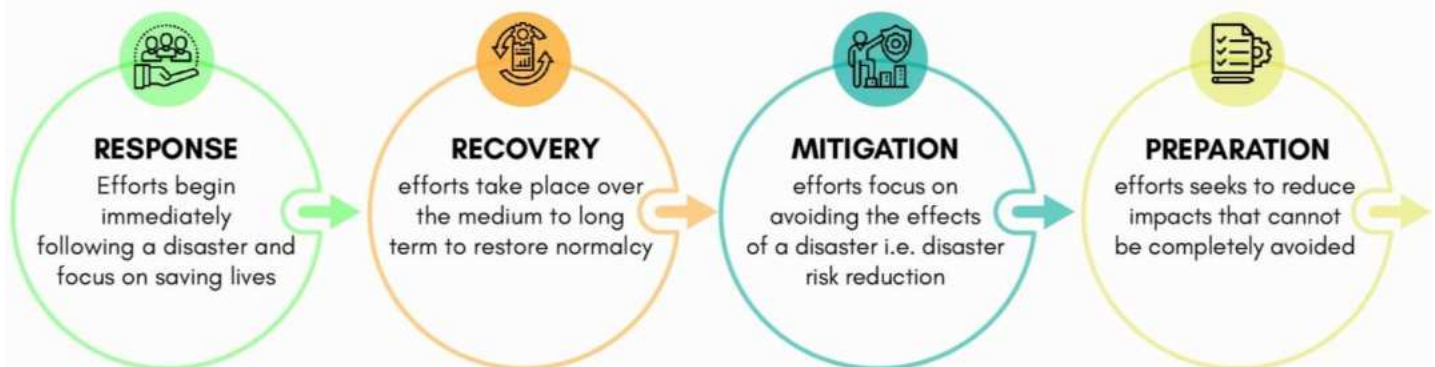 RESPONSE
Efforts begin
immediately
following a disaster and
focus on saving lives
RECOVERY
efforts take place over
the medium to long
term to restore normalcy
MITIGATION
efforts focus on
avoiding the effects
of a disaster i.e. disaster
risk reduction
PREPARATION
efforts seeks to reduce
impacts that cannot
be completely avoided